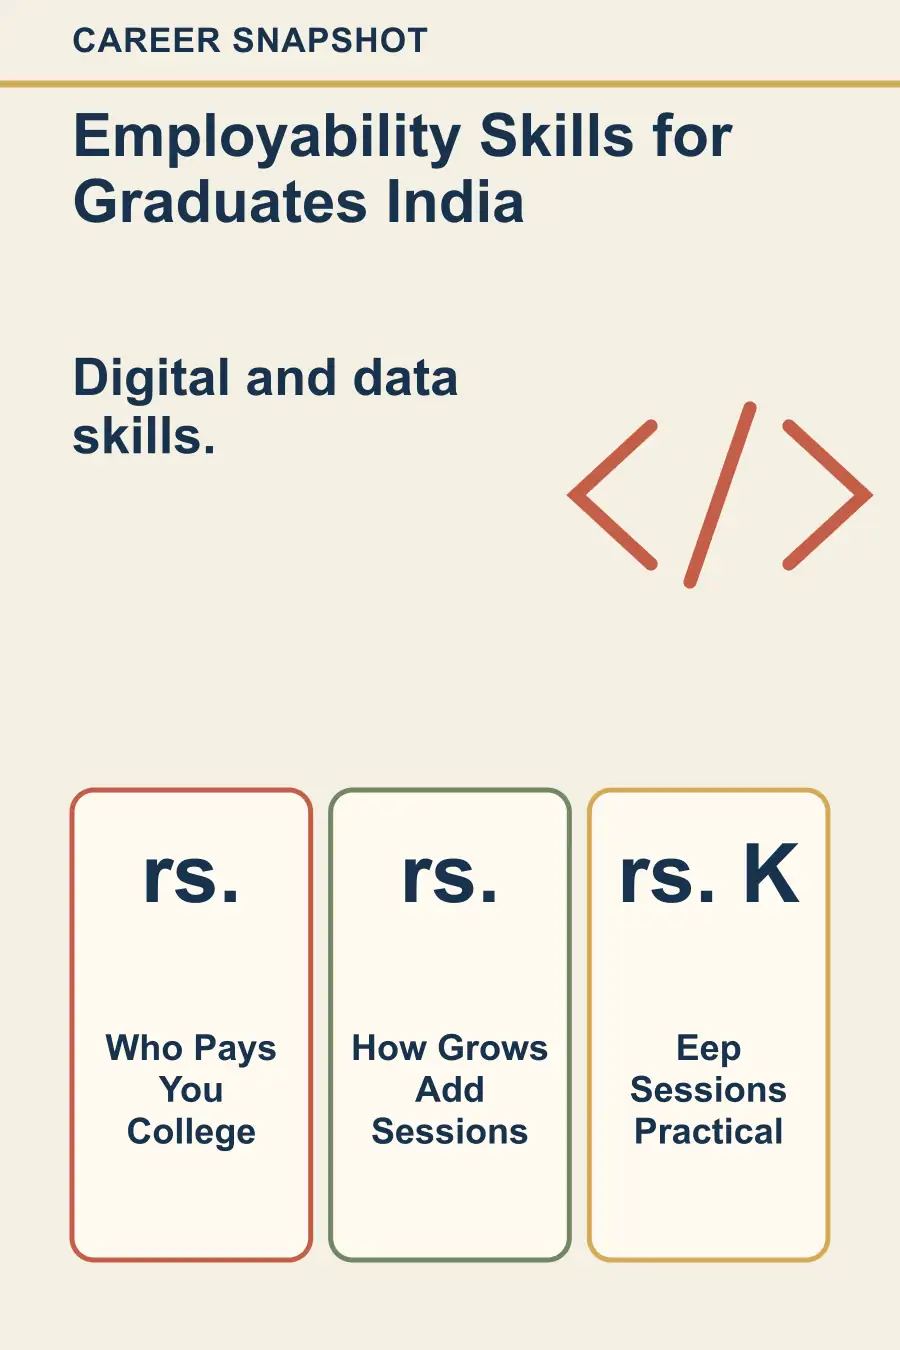 CAREER SNAPSHOT
Employability Skills for
Graduates India
Digital and data
skills.
rs.
Who Pays
You
College
rs.
How Grows
Add
Sessions
rs. K
Eep
Sessions
Practical